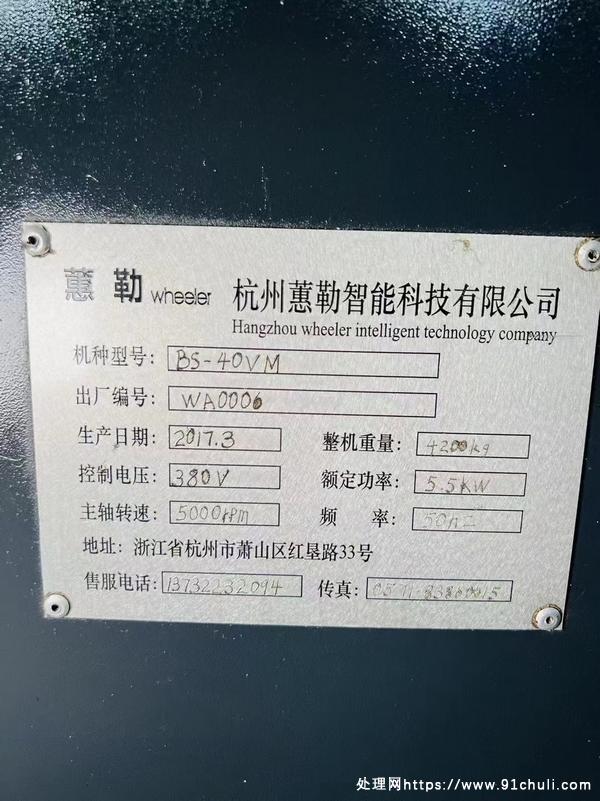 蕙勒 wheeler 杭州蕙勒智能科技有限公司
Hangzhou wheeler intelligent technology company
机种型号: BS-40VM
出厂编号: WA0006
生产日期: 2017.3 整机重量: 4200kg
控制电压: 380V 额定功率: 5.5KW
主轴转速: 5000rpm 频率: 50HZ
地址: 浙江省杭州市萧山区红垦路33号
售服电话: 13732232094 传真:
处理网https://www.91chuli.com